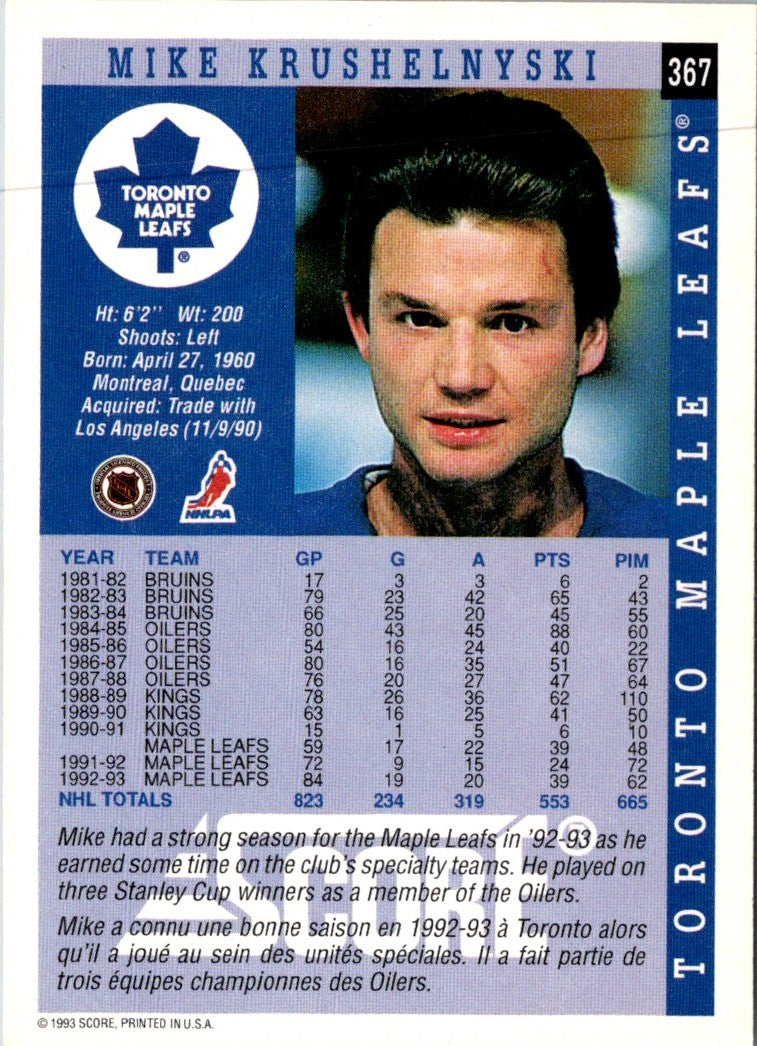 MIKE KRUSHELNYSKI
367
TORONTO MAPLE LEAFS®
TORONTO
MAPLE
LEAFS
®
Ht: 6'2" Wt: 200
Shoots: Left
Born: April 27, 1960
Montreal, Quebec
Acquired: Trade with
Los Angeles (11/9/90)
NHL
NHLPA
YEAR TEAM GP G A PTS PIM
1981-82 BRUINS 17 3 3 6 2
1982-83 BRUINS 79 23 42 65 43
1983-84 BRUINS 66 25 20 45 55
1984-85 OILERS 80 43 45 88 60
1985-86 OILERS 54 16 24 40 22
1986-87 OILERS 80 16 35 51 67
1987-88 OILERS 76 20 27 47 64
1988-89 KINGS 78 26 36 62 110
1989-90 KINGS 63 16 25 41 50
1990-91 KINGS 15 1 5 6 10
MAPLE LEAFS 59 17 22 39 48
1991-92 MAPLE LEAFS 72 9 15 24 72
1992-93 MAPLE LEAFS 84 19 20 39 62
NHL TOTALS 823 234 319 553 665
SCORE®
Mike had a strong season for the Maple Leafs in '92-93 as he
earned some time on the club's specialty teams. He played on
three Stanley Cup winners as a member of the Oilers.
Mike a connu une bonne saison en 1992-93 à Toronto alors
qu'il a joué au sein des unités spéciales. Il a fait partie de
trois équipes championnes des Oilers.
© 1993 SCORE, PRINTED IN U.S.A.